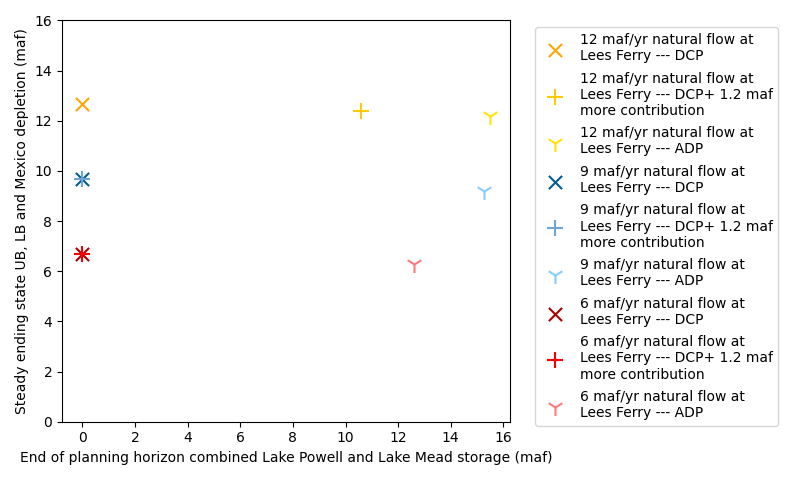 16
14
12
10
8
6
4
2
0
Steady ending state UB, LB and Mexico depletion (maf)
0 2 4 6 8 10 12 14 16
End of planning horizon combined Lake Powell and Lake Mead storage (maf)
12 maf/yr natural flow at
Lees Ferry --- DCP
12 maf/yr natural flow at
Lees Ferry --- DCP+ 1.2 maf
more contribution
12 maf/yr natural flow at
Lees Ferry --- ADP
9 maf/yr natural flow at
Lees Ferry --- DCP
9 maf/yr natural flow at
Lees Ferry --- DCP+ 1.2 maf
more contribution
9 maf/yr natural flow at
Lees Ferry --- ADP
6 maf/yr natural flow at
Lees Ferry --- DCP
6 maf/yr natural flow at
Lees Ferry --- DCP+ 1.2 maf
more contribution
6 maf/yr natural flow at
Lees Ferry --- ADP